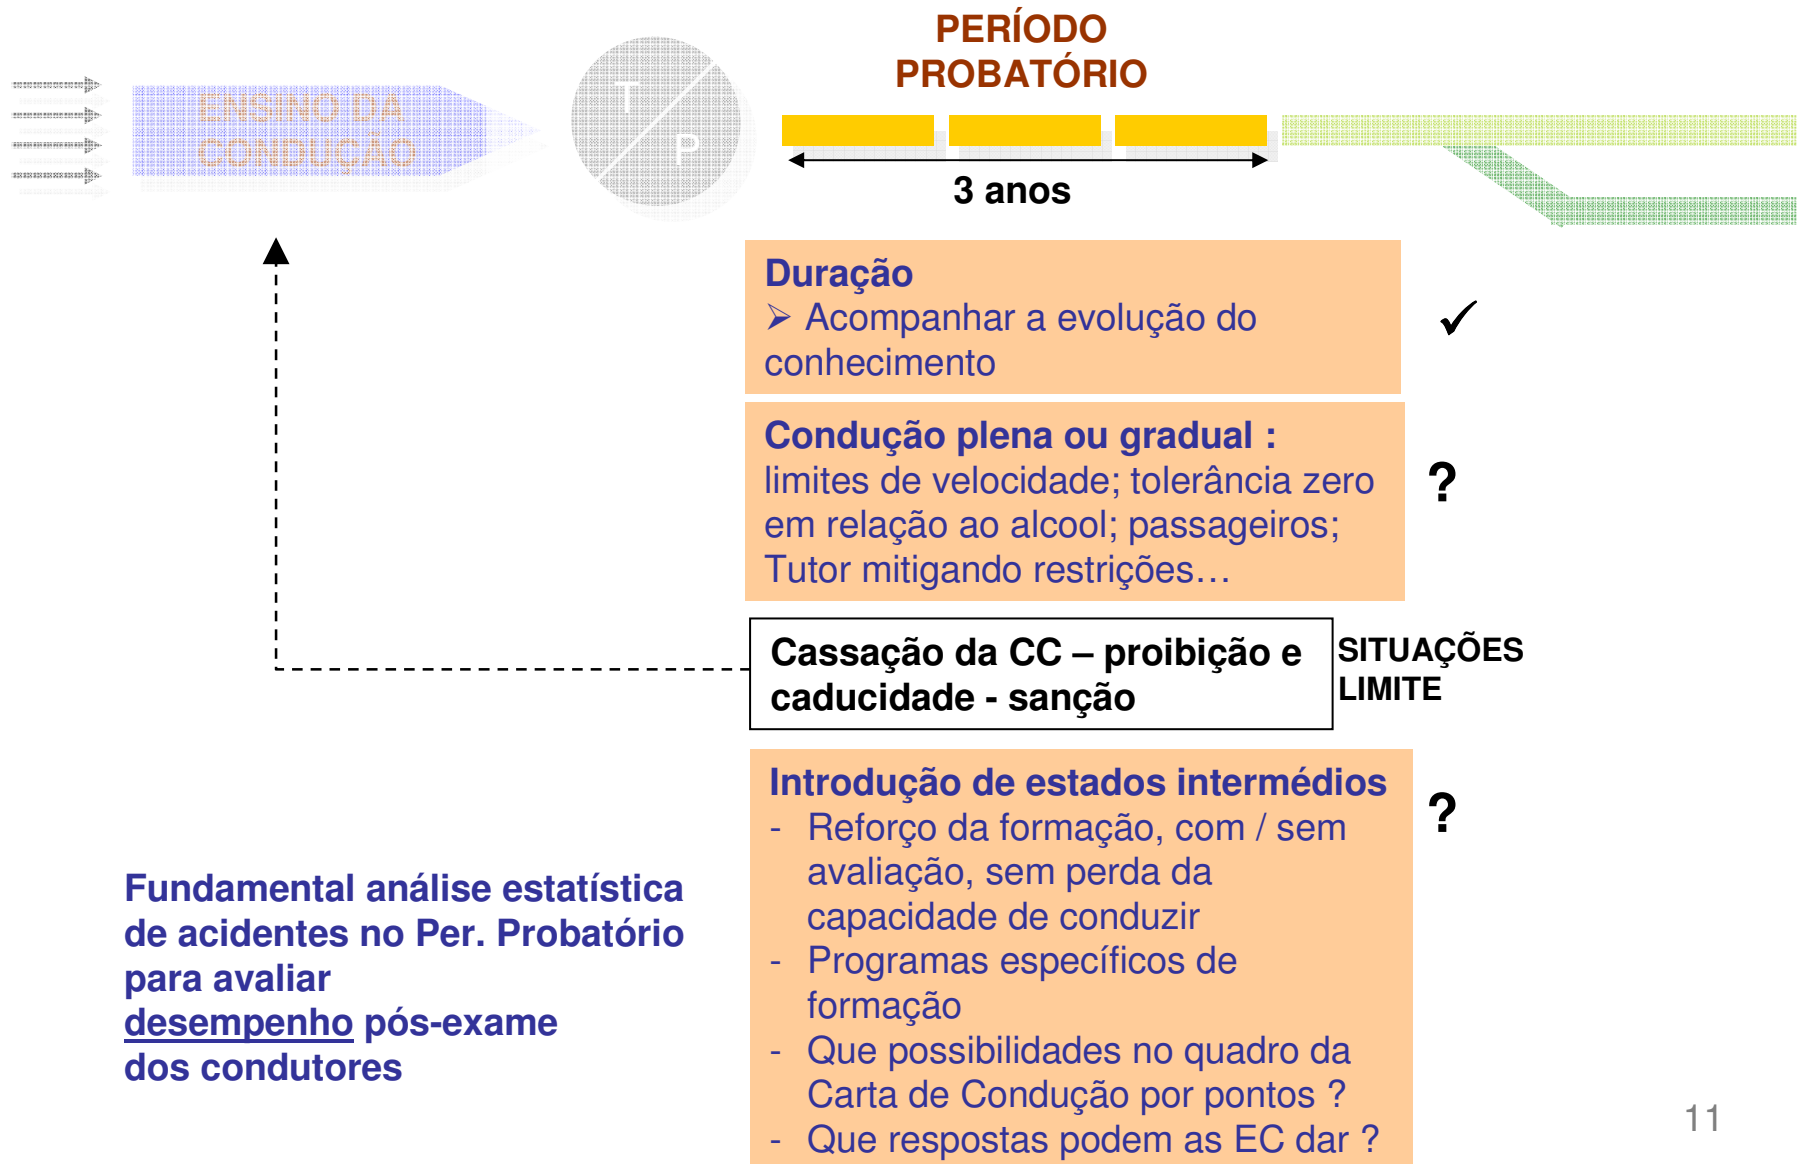 PERÍODO
PROBATÓRIO
ENSINO DA
CONDUÇÃO
T
P
3 anos
Duração
➢ Acompanhar a evolução do
conhecimento
✓
Condução plena ou gradual :
limites de velocidade; tolerância zero
em relação ao alcool; passageiros;
Tutor mitigando restrições…
?
Cassação da CC – proibição e
caducidade - sanção
SITUAÇÕES
LIMITE
Introdução de estados intermédios
- Reforço da formação, com / sem
avaliação, sem perda da
capacidade de conduzir
- Programas específicos de
formação
- Que possibilidades no quadro da
Carta de Condução por pontos ?
- Que respostas podem as EC dar ?
?
Fundamental análise estatística
de acidentes no Per. Probatório
para avaliar
desempenho pós-exame
dos condutores
11